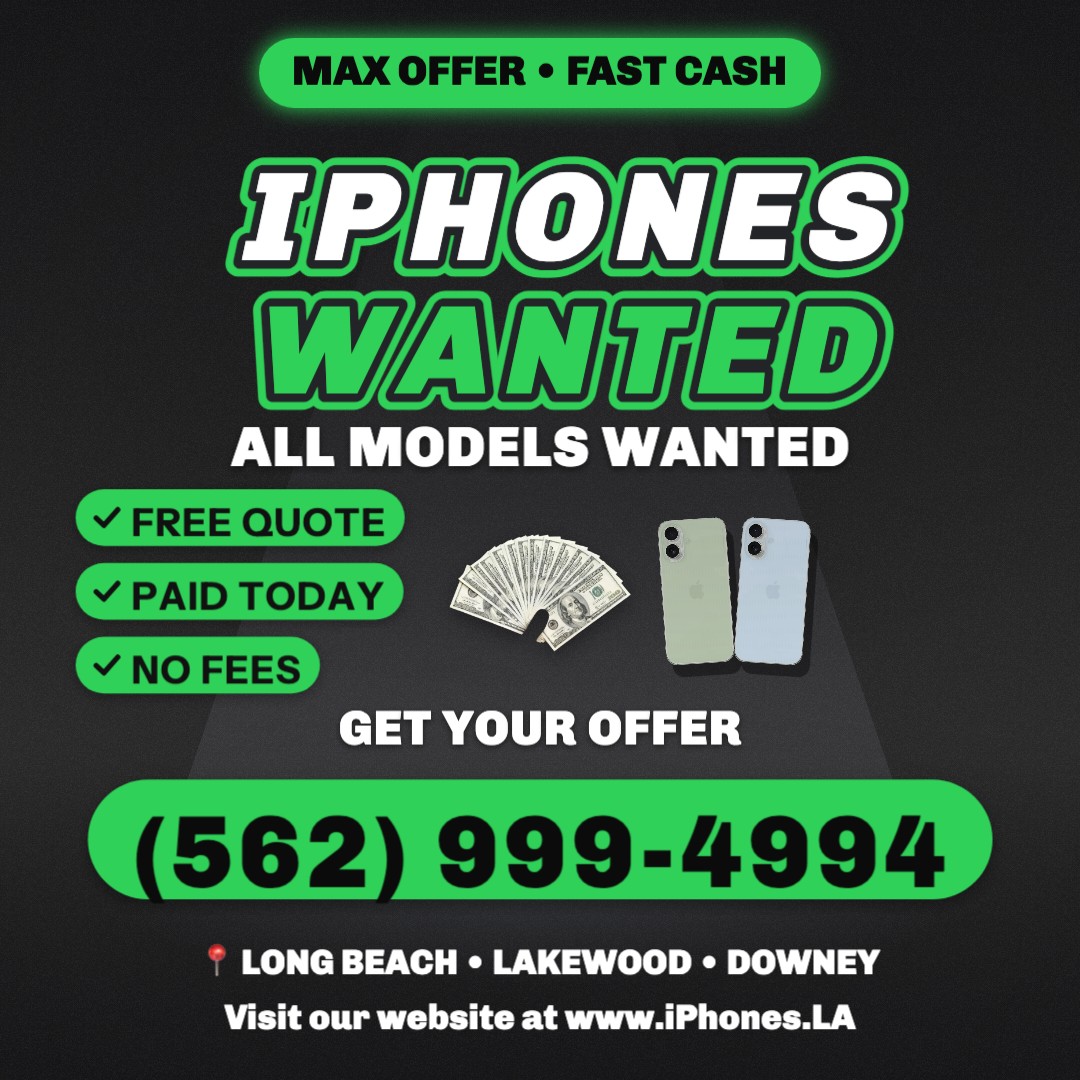 MAX OFFER • FAST CASH
IPHONES
WANTED
ALL MODELS WANTED
✓ FREE QUOTE
✓ PAID TODAY
✓ NO FEES
GET YOUR OFFER
(562) 999-4994
📍 LONG BEACH • LAKEWOOD • DOWNEY
Visit our website at www.iPhones.LA